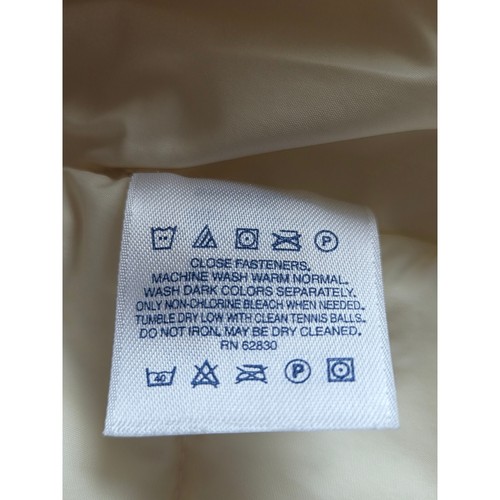 P
CLOSE FASTENERS.
MACHINE WASH WARM NORMAL.
WASH DARK COLORS SEPARATELY.
ONLY NON-CHLORINE BLEACH WHEN NEEDED.
TUMBLE DRY LOW WITH CLEAN TENNIS BALLS.
DO NOT IRON. MAY BE DRY CLEANED.
RN 62830
40 P